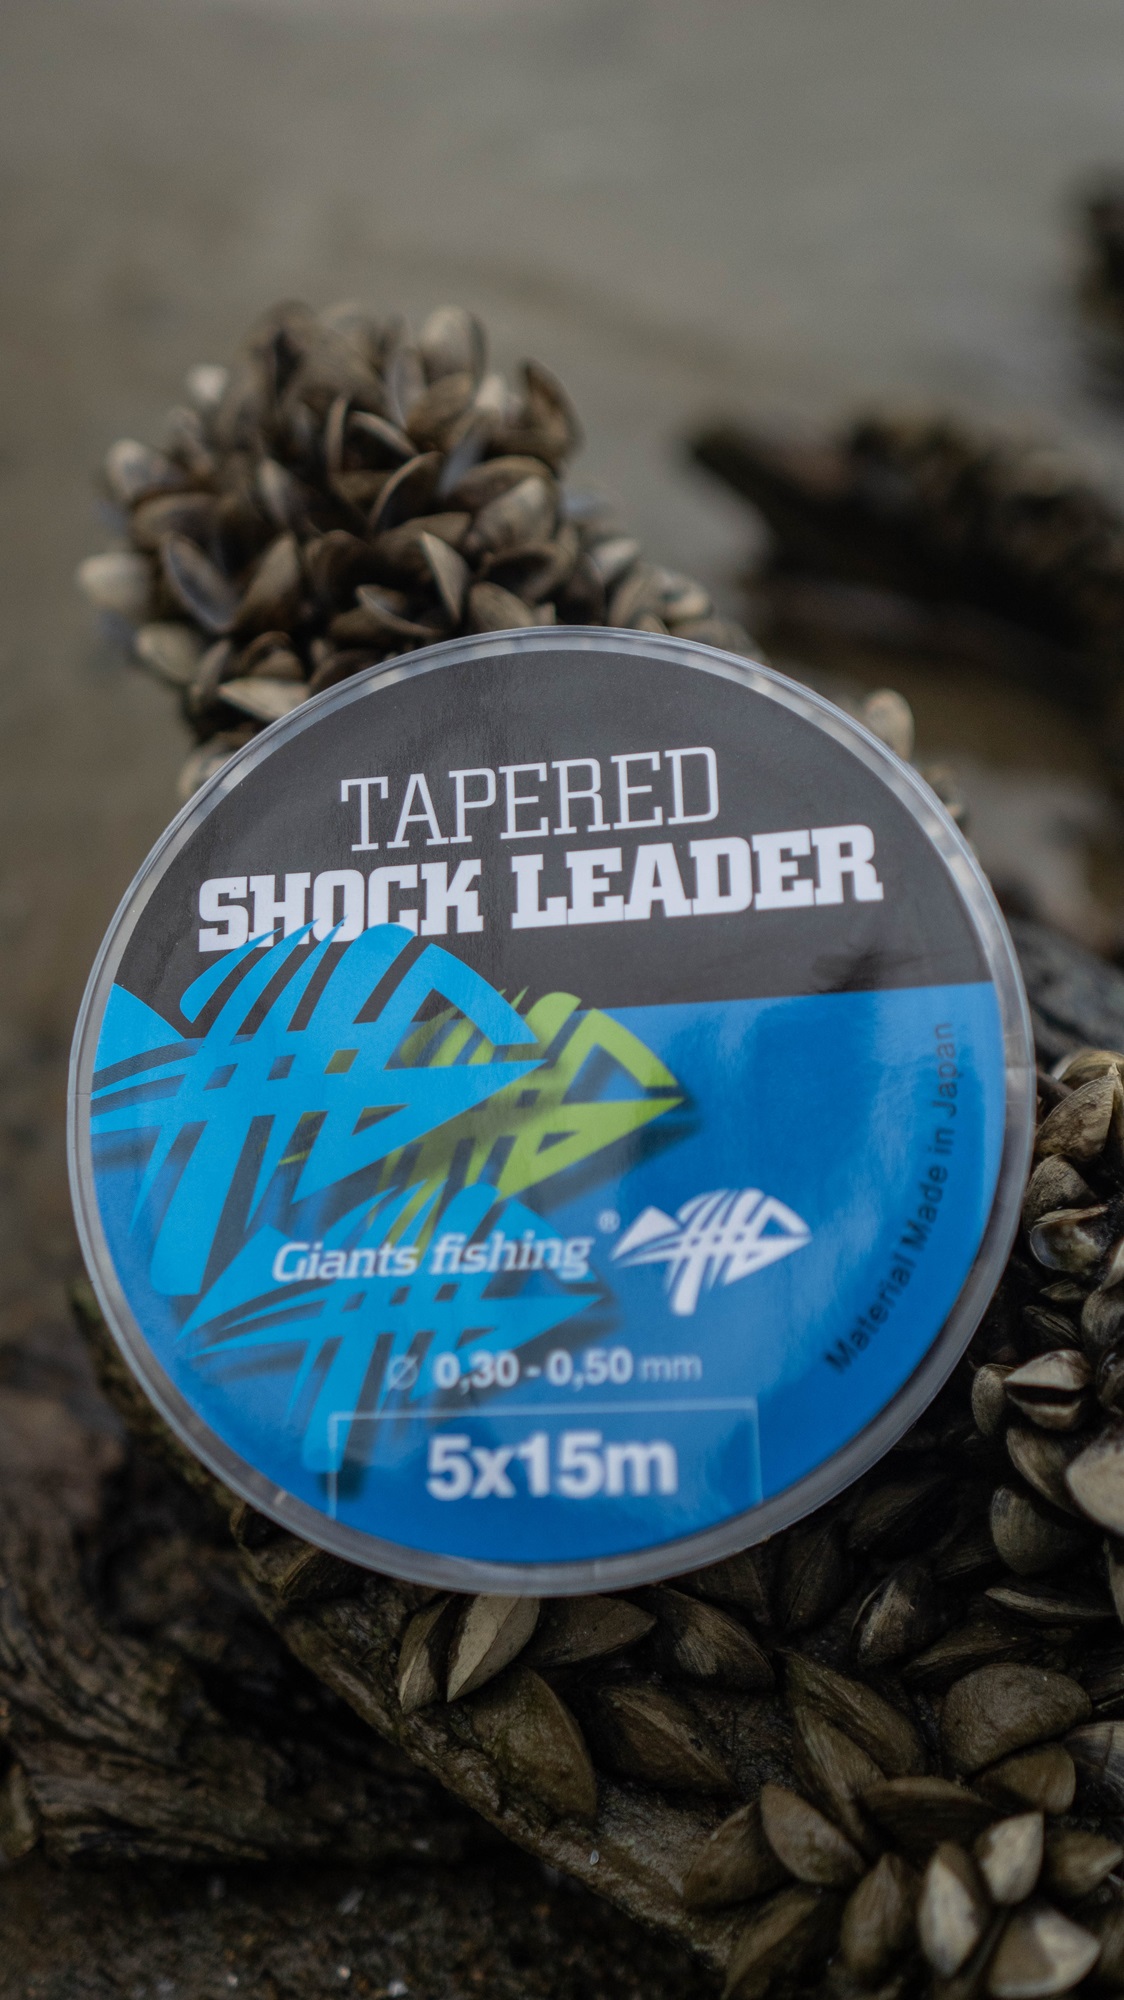 TAPERED
SHOCK LEADER
Giants fishing®
Ø 0,30 - 0,50 mm
5x15m
Material Made in Japan